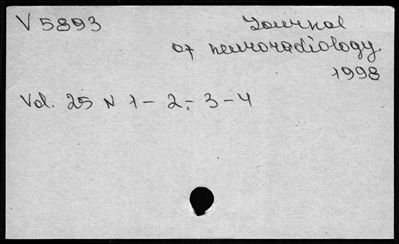 V 5893
Journal
of neuroradiology
1998
Vol. 25 N 1 - 2 - 3 - 4